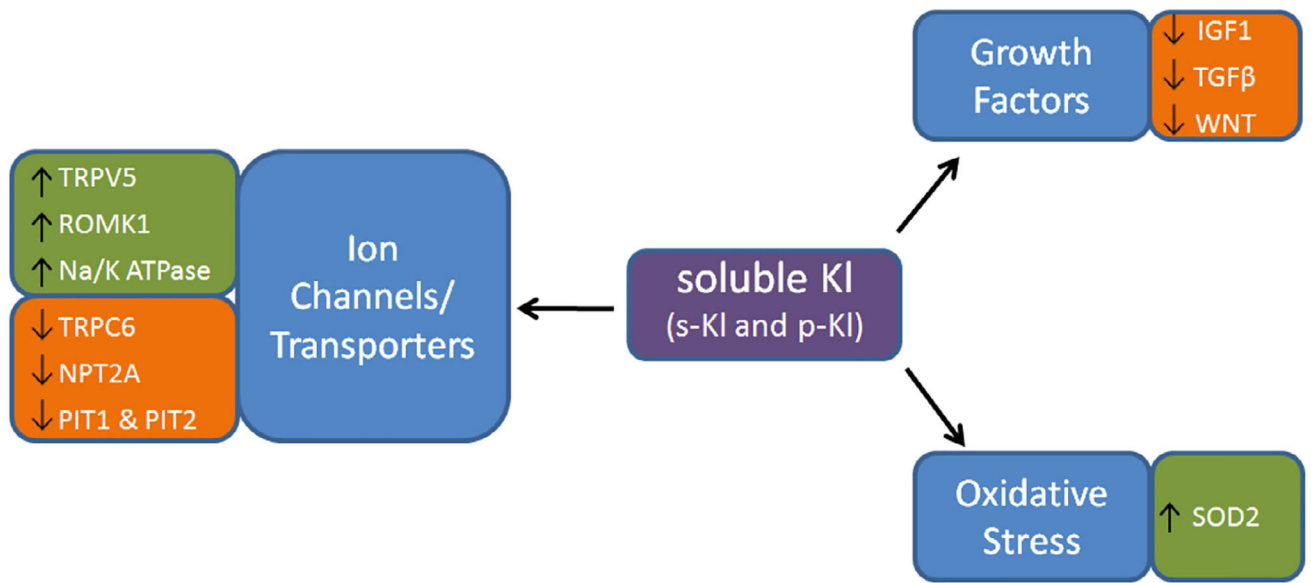 Growth
Factors
↓ IGF1
↓ TGFβ
↓ WNT
↑ TRPV5
↑ ROMK1
↑ Na/K ATPase
↓ TRPC6
↓ NPT2A
↓ PIT1 & PIT2
Ion
Channels/
Transporters
soluble Kl
(s-Kl and p-Kl)
Oxidative
Stress
↑ SOD2